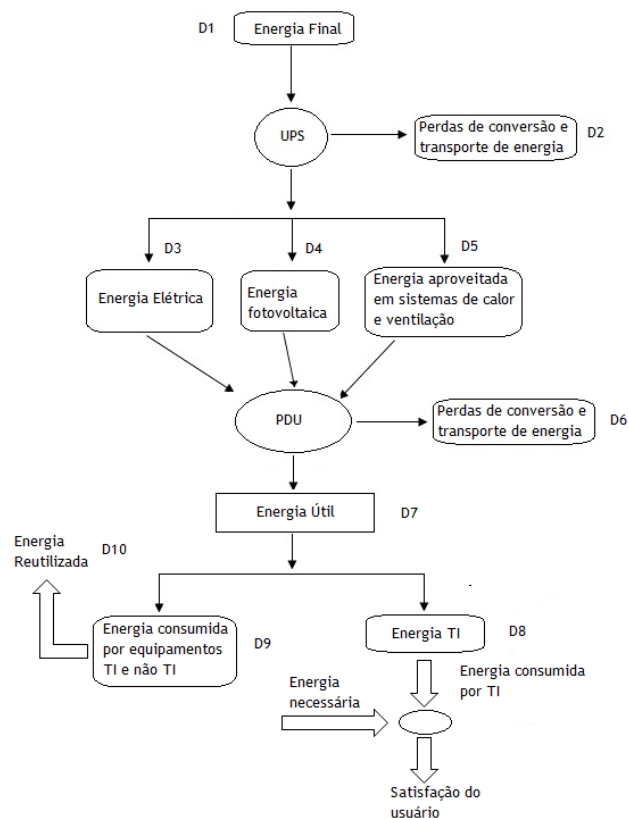 D1
Energia Final
UPS
Perdas de conversão e
transporte de energia
D2
D3
D4
D5
Energia Elétrica
Energia
fotovoltaica
Energia aproveitada
em sistemas de calor
e ventilação
PDU
Perdas de conversão e
transporte de energia
D6
Energia Útil
D7
Energia
Reutilizada
D10
Energia consumida
por equipamentos
TI e não TI
D9
Energia TI
D8
Energia consumida
por TI
Energia
necessária
Satisfação do
usuário